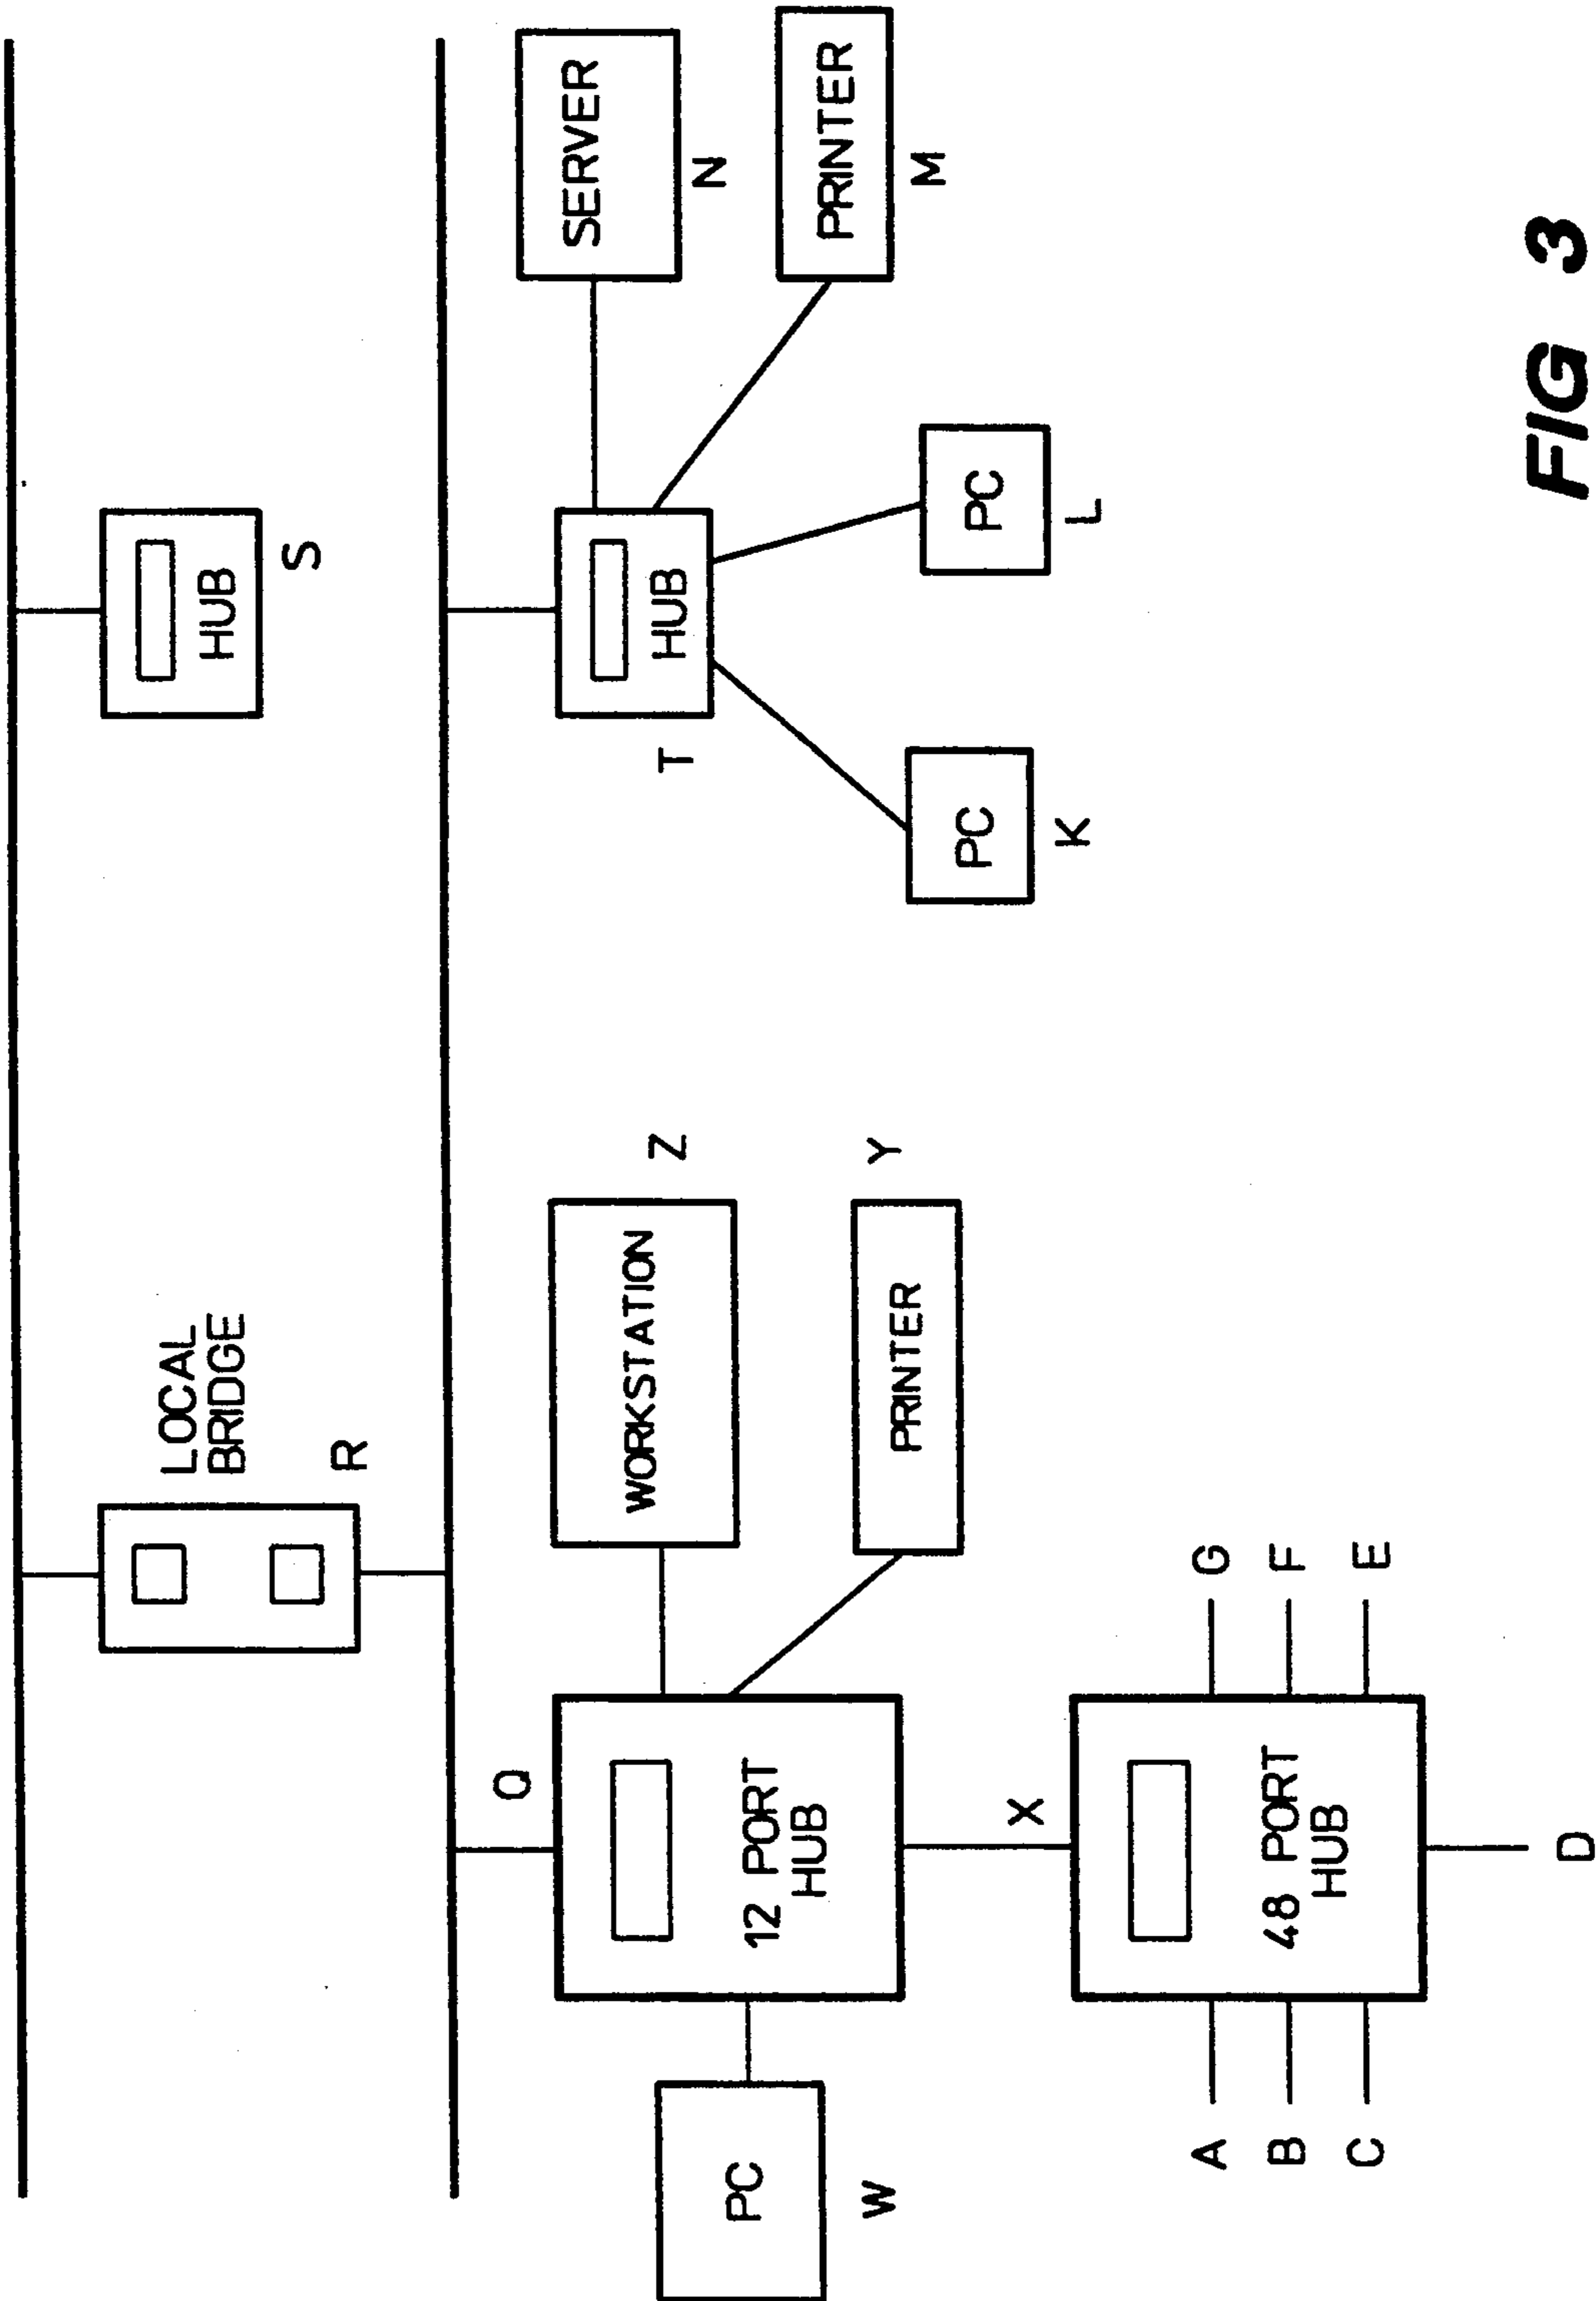 LOCAL
BRIDGE
R
HUB
S
Q
12 PORT
HUB
PC
W
WORKSTATION
Z
PRINTER
Y
X
48 PORT
HUB
A
B
C
D
E
F
G
T
HUB
SERVER
N
PRINTER
M
PC
L
PC
K
FIG 3